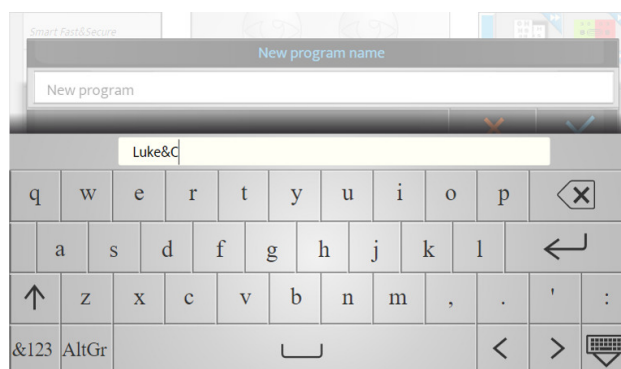 Smart Fast&Secure
New program name
New program
Luke&C
q w e r t y u i o p
a s d f g h j k l
z x c v b n m , . ' :
&123 AltGr < >